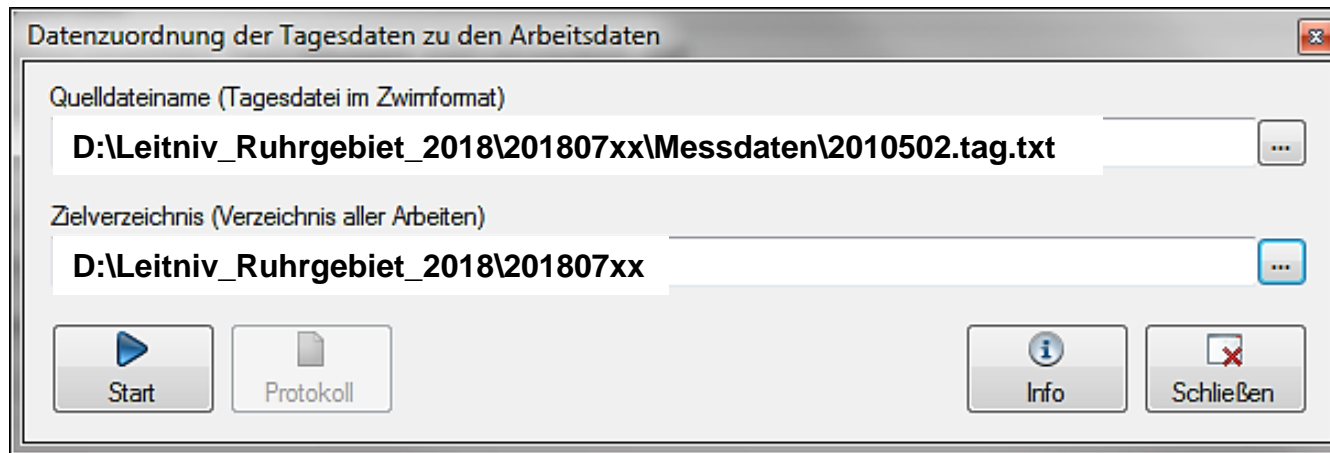 Datenzuordnung der Tagesdaten zu den Arbeitsdaten
Quelldateiname (Tagesdatei im Zwirnformat)
D:\Leitniv_Ruhrgebiet_2018\201807xx\Messdaten\2010502.tag.txt
...
Zielverzeichnis (Verzeichnis aller Arbeiten)
D:\Leitniv_Ruhrgebiet_2018\201807xx
...
Start Protokoll Info Schließen